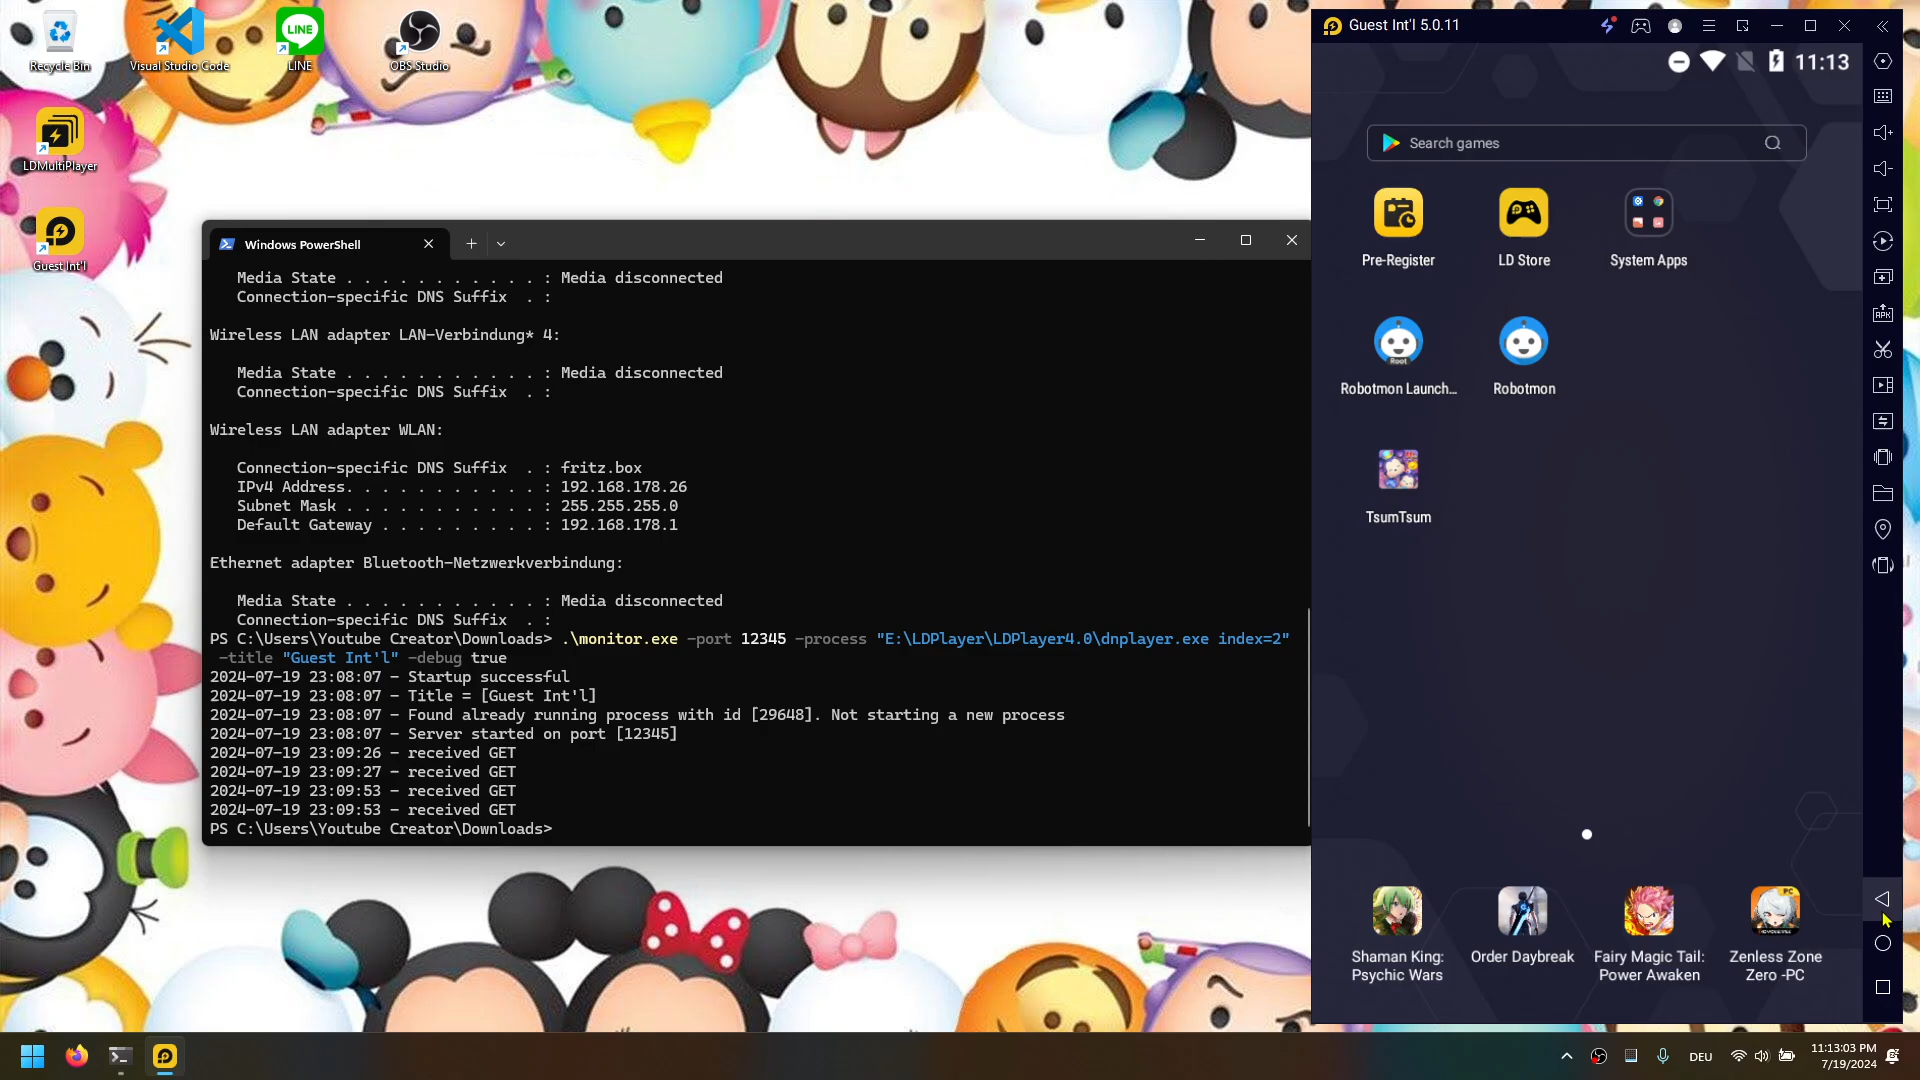 Recycle Bin
Visual Studio Code
LINE
LINE
OBS Studio
LDMultiPlayer
Guest Int'l
Windows PowerShell
Media State . . . . . . . . . . . : Media disconnected
Connection-specific DNS Suffix  . :
Wireless LAN adapter LAN-Verbindung* 4:
Media State . . . . . . . . . . . : Media disconnected
Connection-specific DNS Suffix  . :
Wireless LAN adapter WLAN:
Connection-specific DNS Suffix  . : fritz.box
IPv4 Address. . . . . . . . . . . : 192.168.178.26
Subnet Mask . . . . . . . . . . . : 255.255.255.0
Default Gateway . . . . . . . . . : 192.168.178.1
Ethernet adapter Bluetooth-Netzwerkverbindung:
Media State . . . . . . . . . . . : Media disconnected
Connection-specific DNS Suffix  . :
PS C:\Users\Youtube Creator\Downloads> .\monitor.exe -port 12345 -process "E:\LDPlayer\LDPlayer4.0\dnplayer.exe index=2"
-title "Guest Int'l" -debug true
2024-07-19 23:08:07 - Startup successful
2024-07-19 23:08:07 - Title = [Guest Int'l]
2024-07-19 23:08:07 - Found already running process with id [29648]. Not starting a new process
2024-07-19 23:08:07 - Server started on port [12345]
2024-07-19 23:09:26 - received GET
2024-07-19 23:09:27 - received GET
2024-07-19 23:09:53 - received GET
2024-07-19 23:09:53 - received GET
PS C:\Users\Youtube Creator\Downloads>
Guest Int'l 5.0.11
11:13
Search games
Pre-Register
LD Store
System Apps
Root
Robotmon Launch...
Robotmon
TsumTsum
APK
PC
Shaman King:
Psychic Wars
Order Daybreak
Fairy Magic Tail:
Power Awaken
Zenless Zone
Zero -PC
DEU
11:13:03 PM
7/19/2024